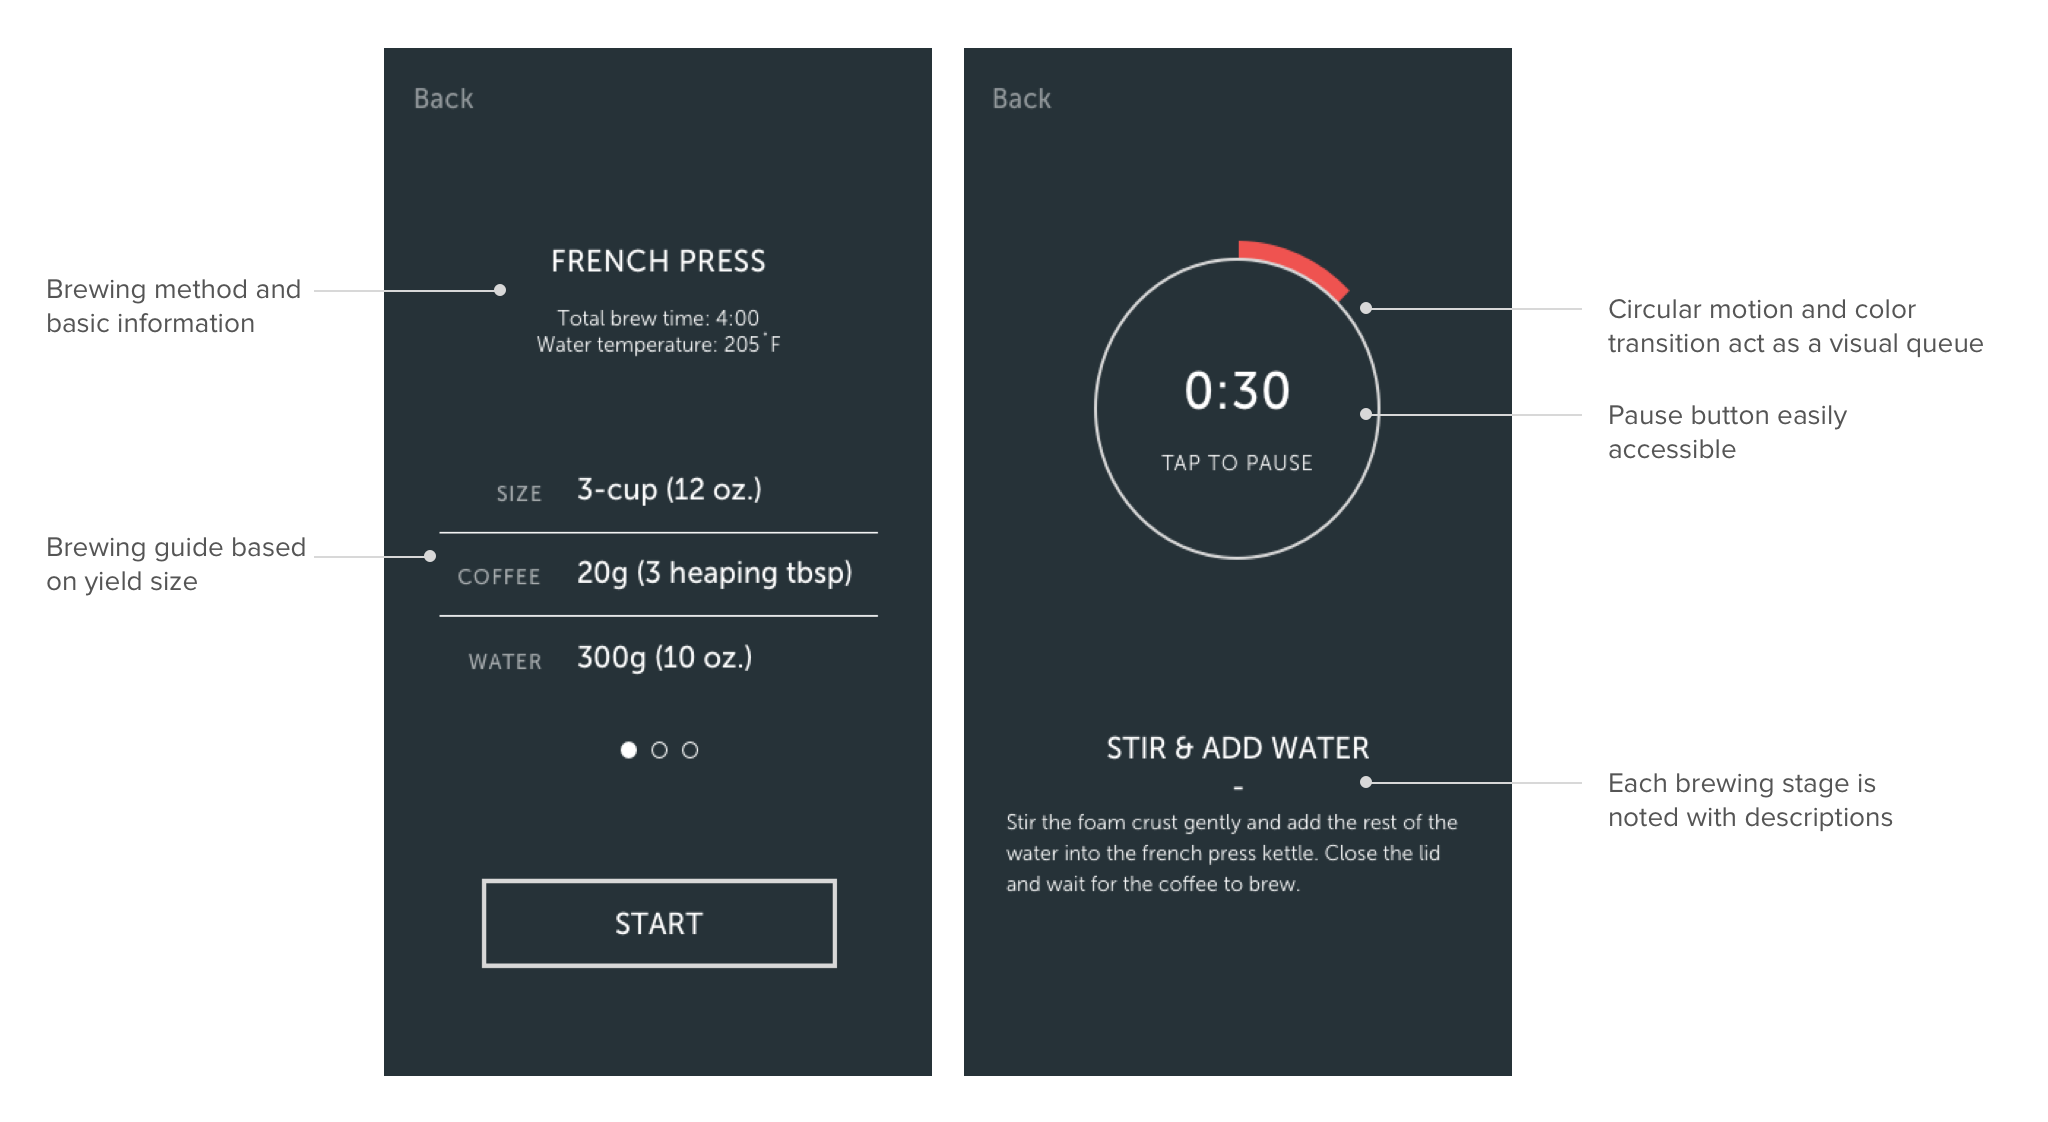 Back
FRENCH PRESS
Total brew time: 4:00
Water temperature: 205˚F
SIZE 3-cup (12 oz.)
COFFEE 20g (3 heaping tbsp)
WATER 300g (10 oz.)
START
Brewing method and
basic information
Brewing guide based
on yield size
Back
0:30
TAP TO PAUSE
STIR & ADD WATER
-
Stir the foam crust gently and add the rest of the
water into the french press kettle. Close the lid
and wait for the coffee to brew.
Circular motion and color
transition act as a visual queue
Pause button easily
accessible
Each brewing stage is
noted with descriptions